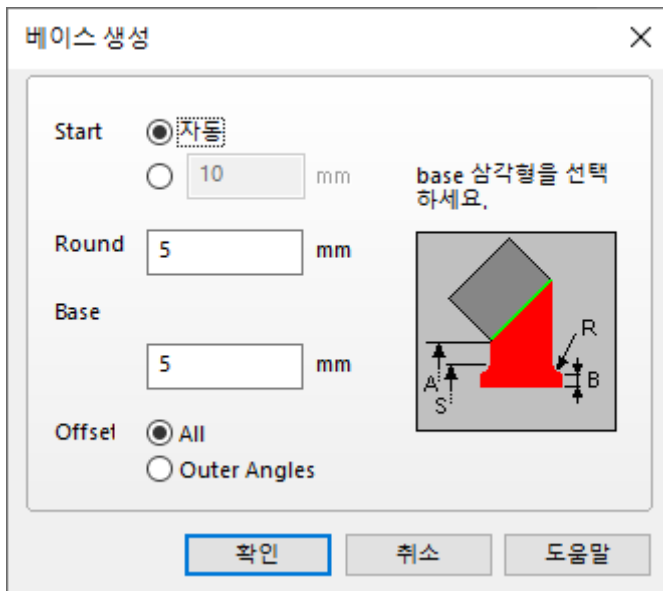 베이스 생성
Start 자동
10 mm
base 삼각형을 선택
하세요.
Round 5 mm
Base
5 mm
R
A
S
B
Offset All
Outer Angles
확인 취소 도움말